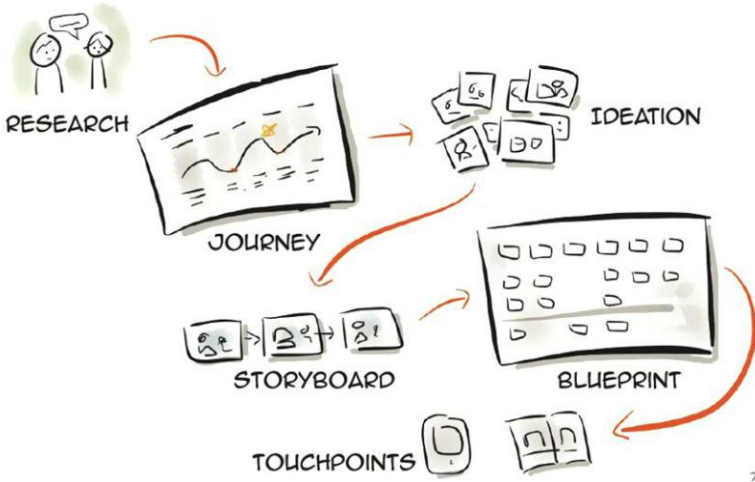 RESEARCH
JOURNEY
IDEATION
STORYBOARD
BLUEPRINT
TOUCHPOINTS